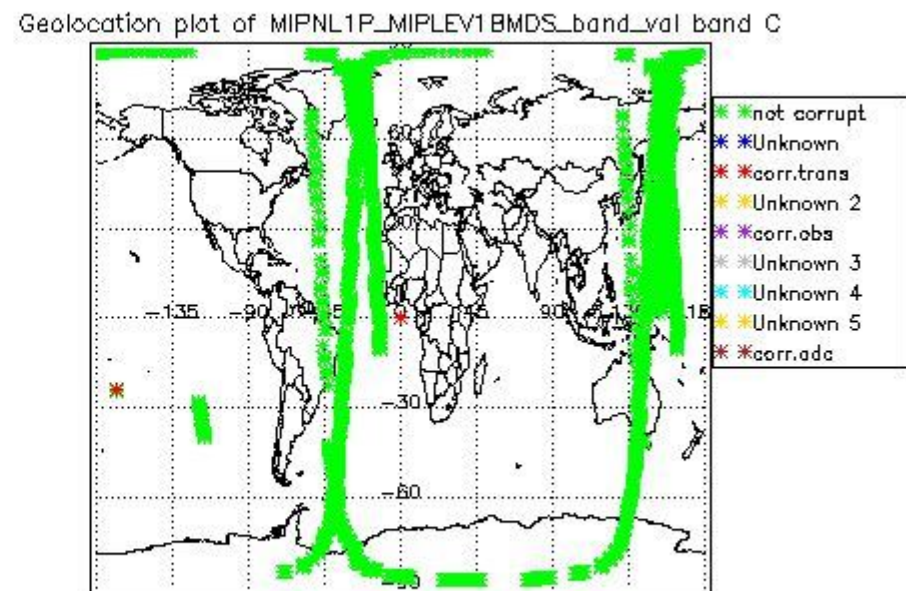 Geolocation plot of MIPNL1P_MIPLEV1BMDS_band_val band C
60
-135
-90
45
90
-30
-60
not corrupt
Unknown
corr.trans
Unknown 2
corr.obs
Unknown 3
Unknown 4
Unknown 5
corr.adc